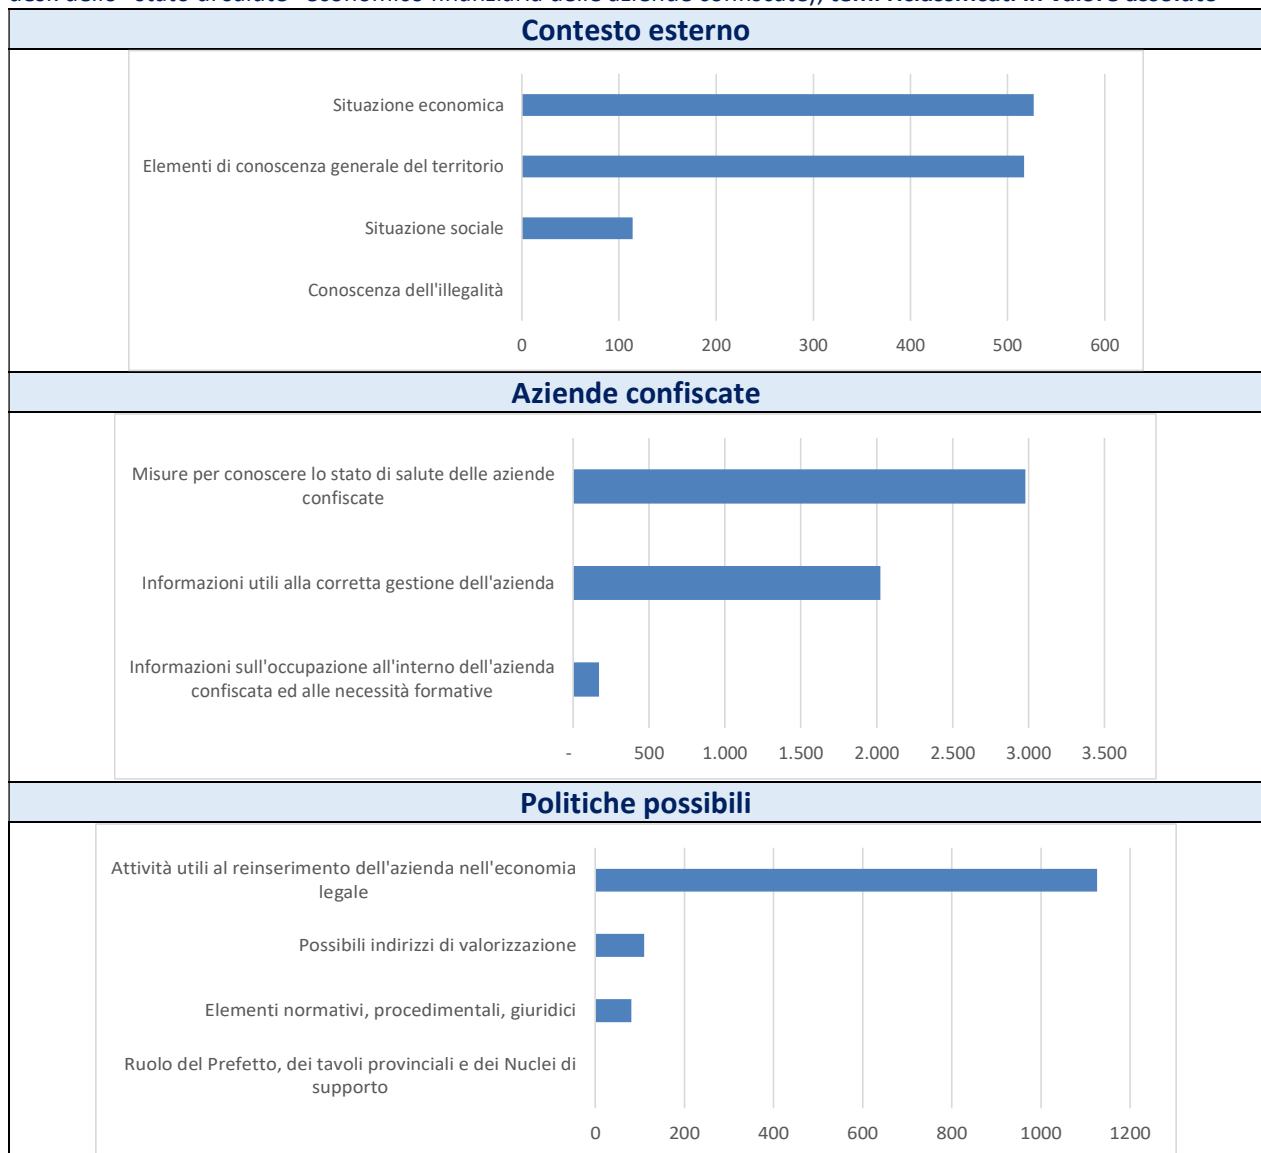 Contesto esterno
Situazione economica
Elementi di conoscenza generale del territorio
Situazione sociale
Conoscenza dell'illegalità
0 100 200 300 400 500 600
Aziende confiscate
Misure per conoscere lo stato di salute delle aziende
confiscate
Informazioni utili alla corretta gestione dell'azienda
Informazioni sull'occupazione all'interno dell'azienda
confiscata ed alle necessità formative
- 500 1.000 1.500 2.000 2.500 3.000 3.500
Politiche possibili
Attività utili al reinserimento dell'azienda nell'economia
legale
Possibili indirizzi di valorizzazione
Elementi normativi, procedimentali, giuridici
Ruolo del Prefetto, dei tavoli provinciali e dei Nuclei di
supporto
0 200 400 600 800 1000 1200